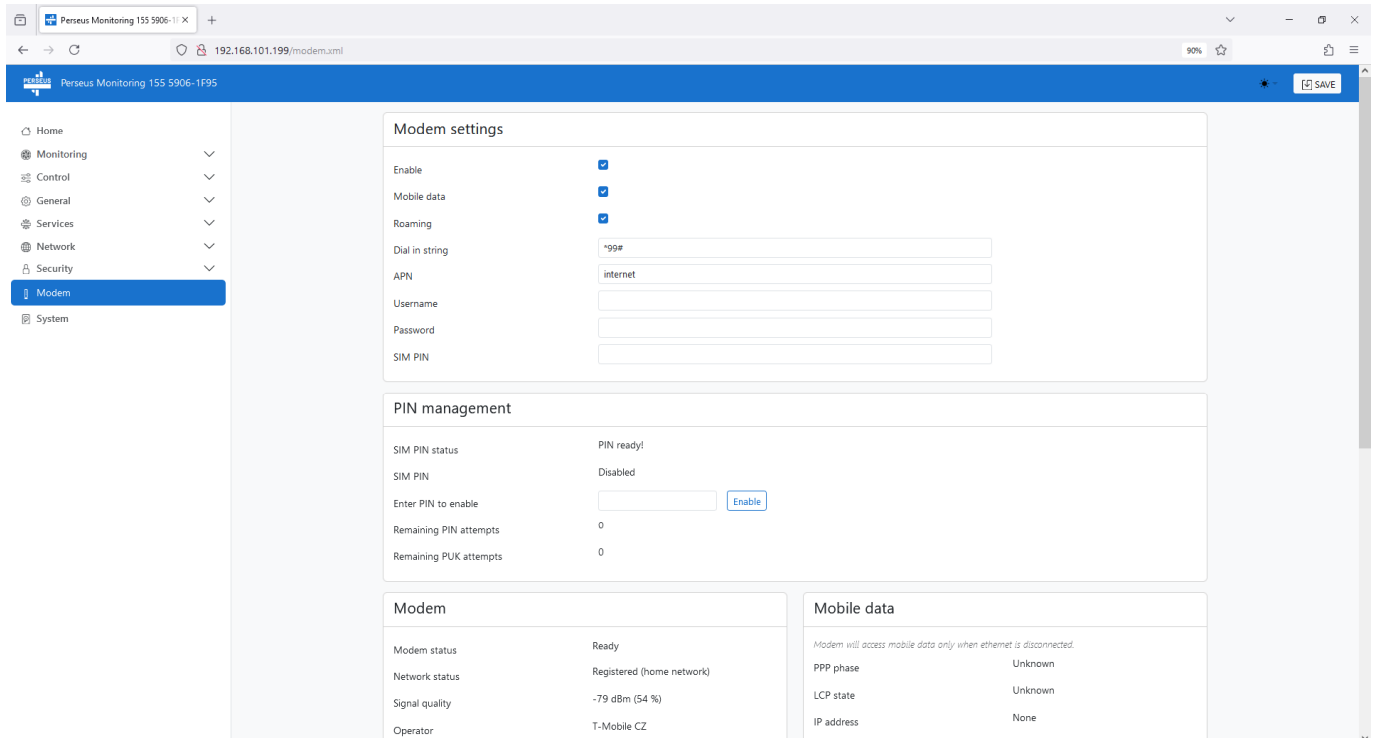 Perseus Monitoring 155 5906-1F
192.168.101.199/modem.xml
90%
PERSEUS
Perseus Monitoring 155 5906-1F95
SAVE
Home
Monitoring
Control
General
Services
Network
Security
Modem
System
Modem settings
Enable
Mobile data
Roaming
Dial in string *99#
APN internet
Username
Password
SIM PIN
PIN management
SIM PIN status PIN ready!
SIM PIN Disabled
Enter PIN to enable Enable
Remaining PIN attempts 0
Remaining PUK attempts 0
Modem
Modem status Ready
Network status Registered (home network)
Signal quality -79 dBm (54 %)
Operator T-Mobile CZ
Mobile data
Modem will access mobile data only when ethernet is disconnected.
PPP phase Unknown
LCP state Unknown
IP address None